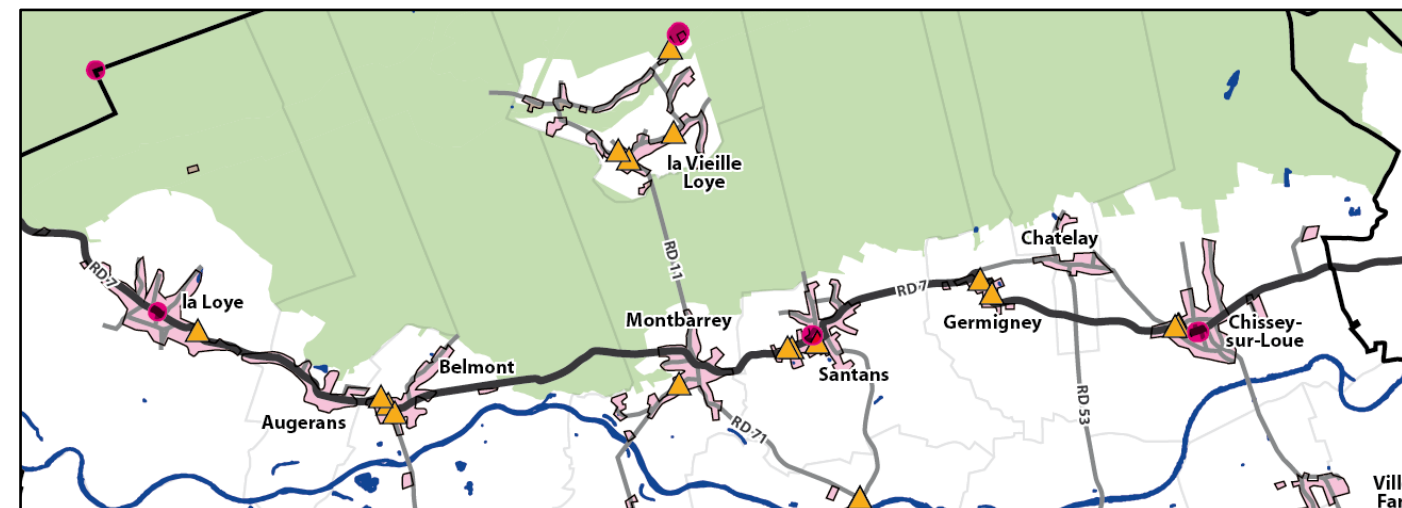 la Vieille
Loye
Chatelay
RD 11
RD 7
RD 7
la Loye
Montbarrey
Germigney
Chissey-
sur-Loue
Belmont
Santans
Augerans
RD 53
RD 71